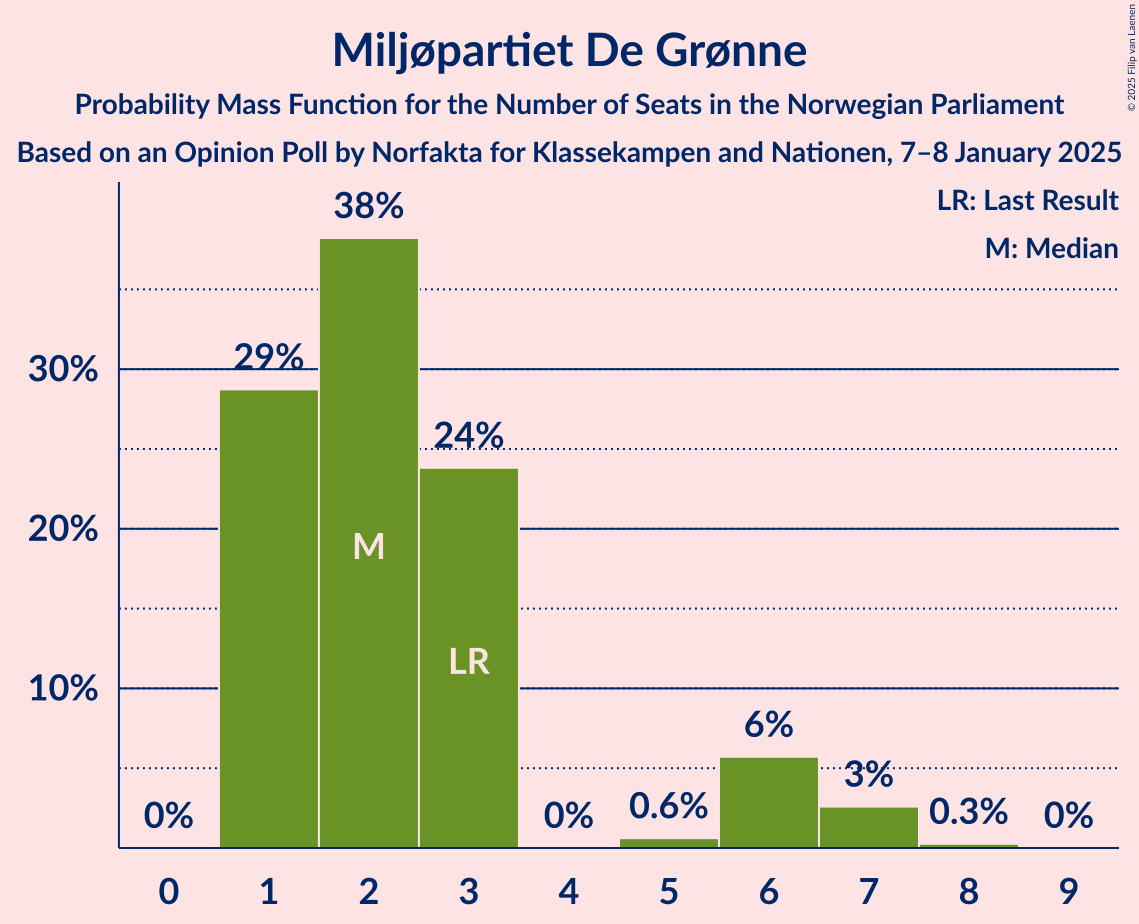 Miljøpartiet De Grønne
Probability Mass Function for the Number of Seats in the Norwegian Parliament
Based on an Opinion Poll by Norfakta for Klassekampen and Nationen, 7–8 January 2025
© 2025 Filip van Laenen
LR: Last Result
M: Median
38%
30%
29%
24%
20%
M
LR
10%
6%
3%
0%
0%
0.6%
0.3%
0%
0 1 2 3 4 5 6 7 8 9